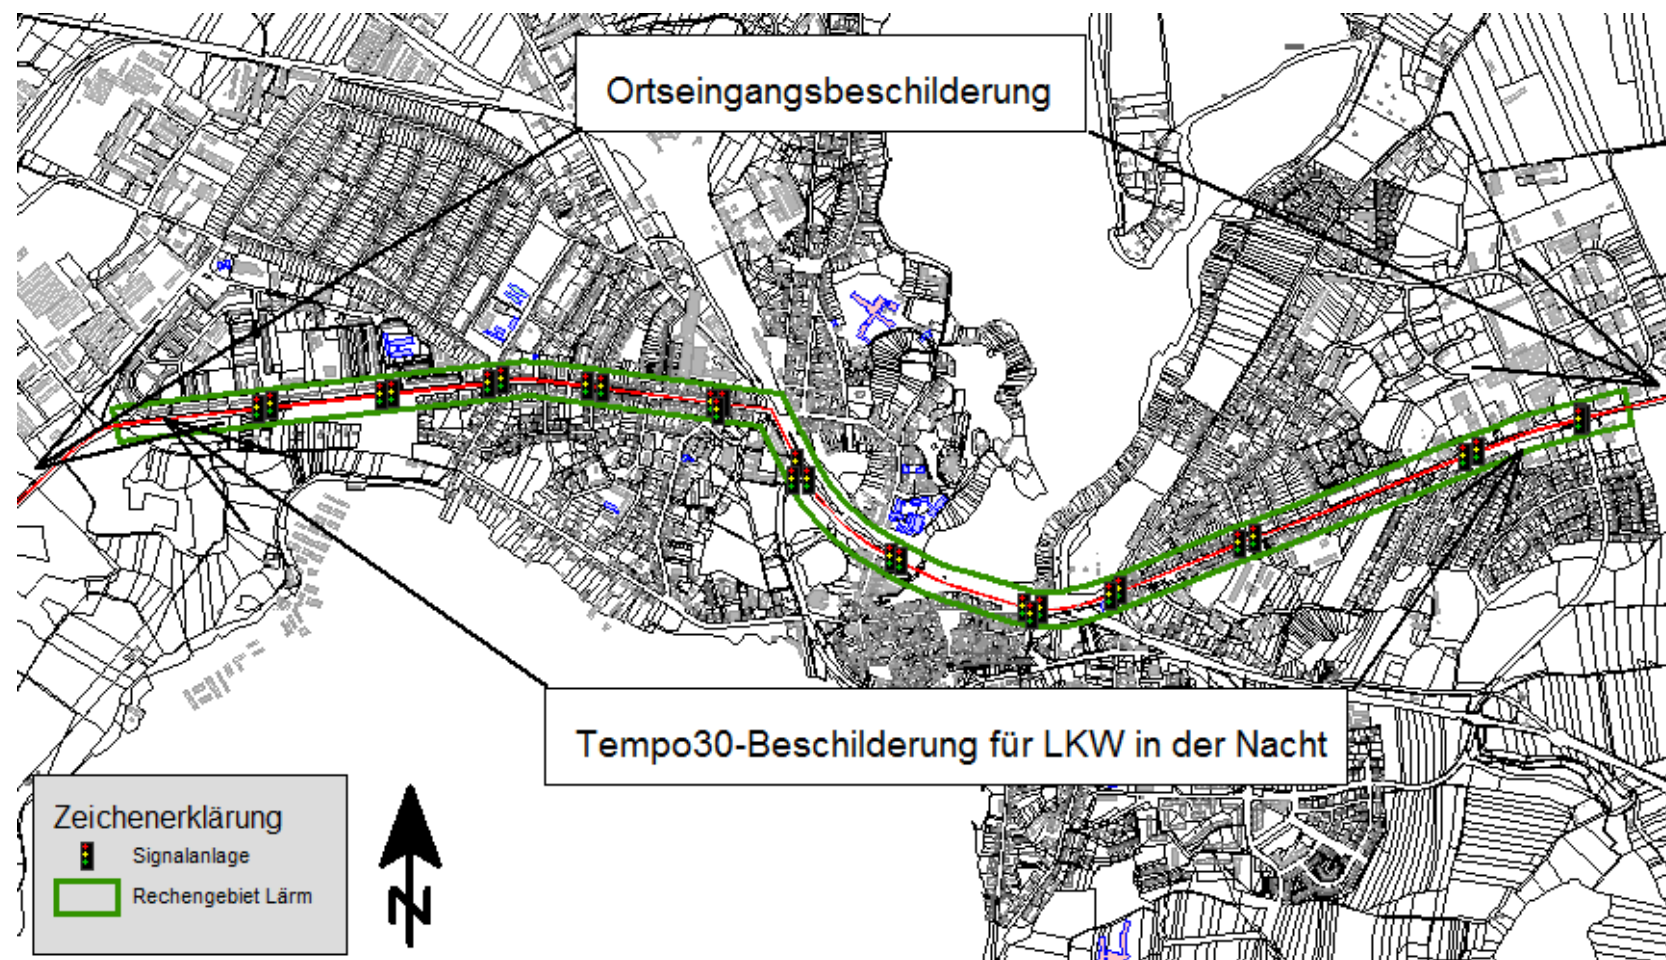 Ortseingangsbeschilderung
Tempo30-Beschilderung für LKW in der Nacht
Zeichenerklärung
Signalanlage
Rechengebiet Lärm
N